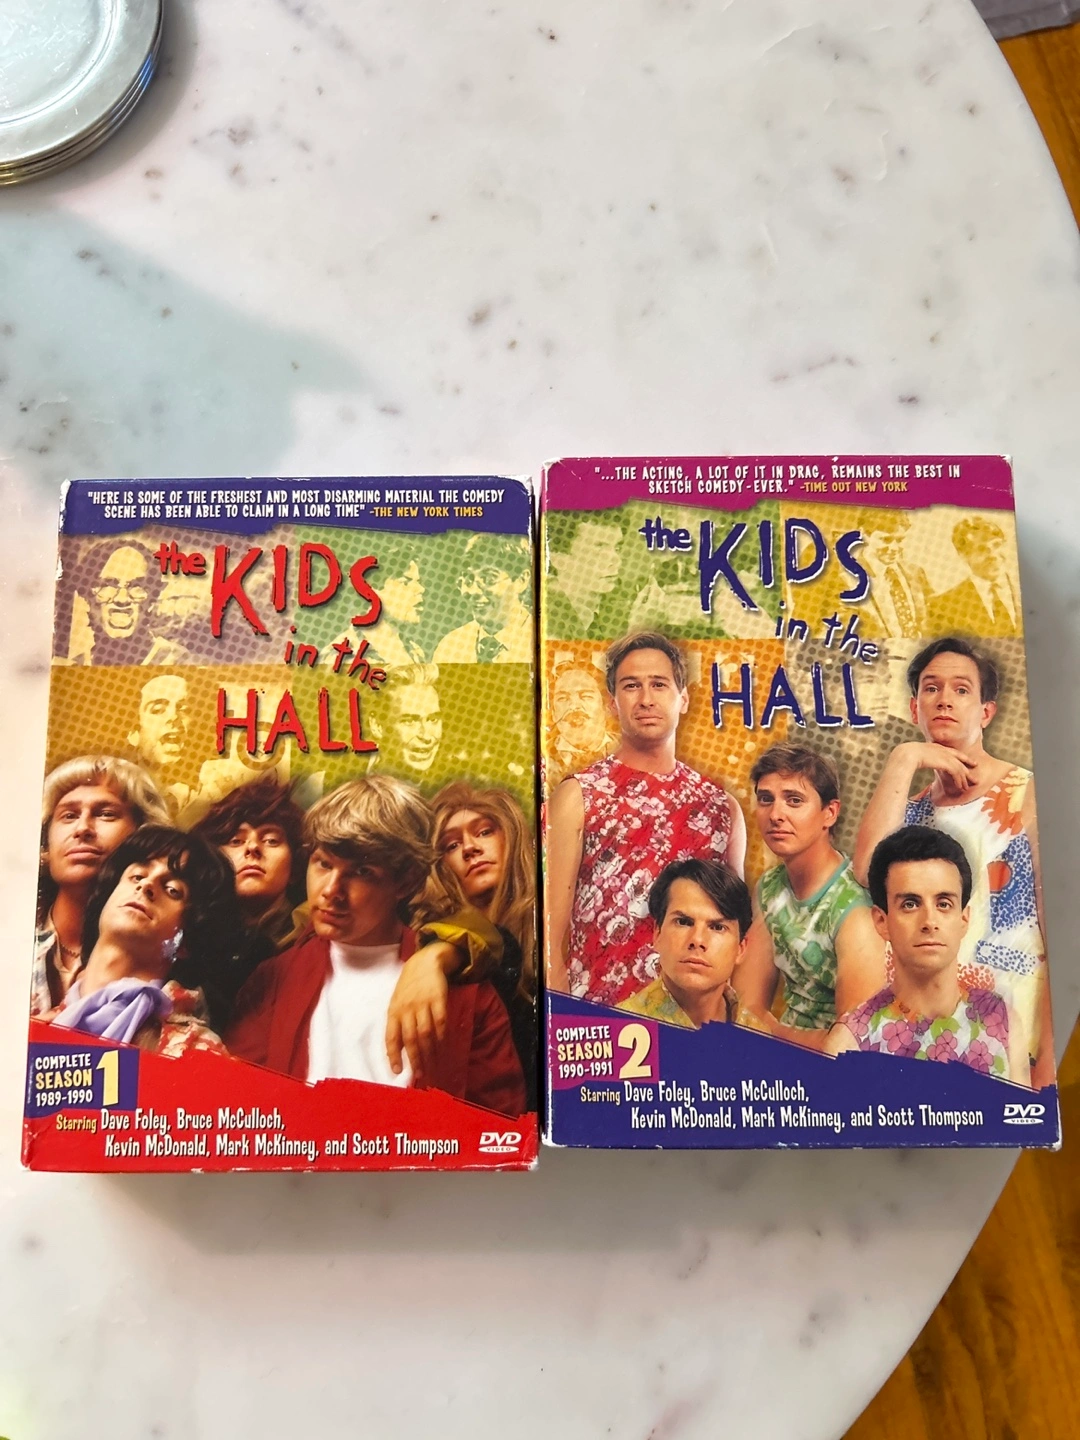 "HERE IS SOME OF THE FRESHEST AND MOST DISARMING MATERIAL THE COMEDY
SCENE HAS BEEN ABLE TO CLAIM IN A LONG TIME" -THE NEW YORK TIMES
the KIDS
in the
HALL
COMPLETE
SEASON 1
1989-1990
Starring Dave Foley, Bruce McCulloch,
Kevin McDonald, Mark McKinney, and Scott Thompson
DVD
VIDEO
"...THE ACTING, A LOT OF IT IN DRAG, REMAINS THE BEST IN
SKETCH COMEDY-EVER." -TIME OUT NEW YORK
the KIDS
in the
HALL
COMPLETE
SEASON 2
1990-1991
Starring Dave Foley, Bruce McCulloch,
Kevin McDonald, Mark McKinney, and Scott Thompson
DVD
VIDEO